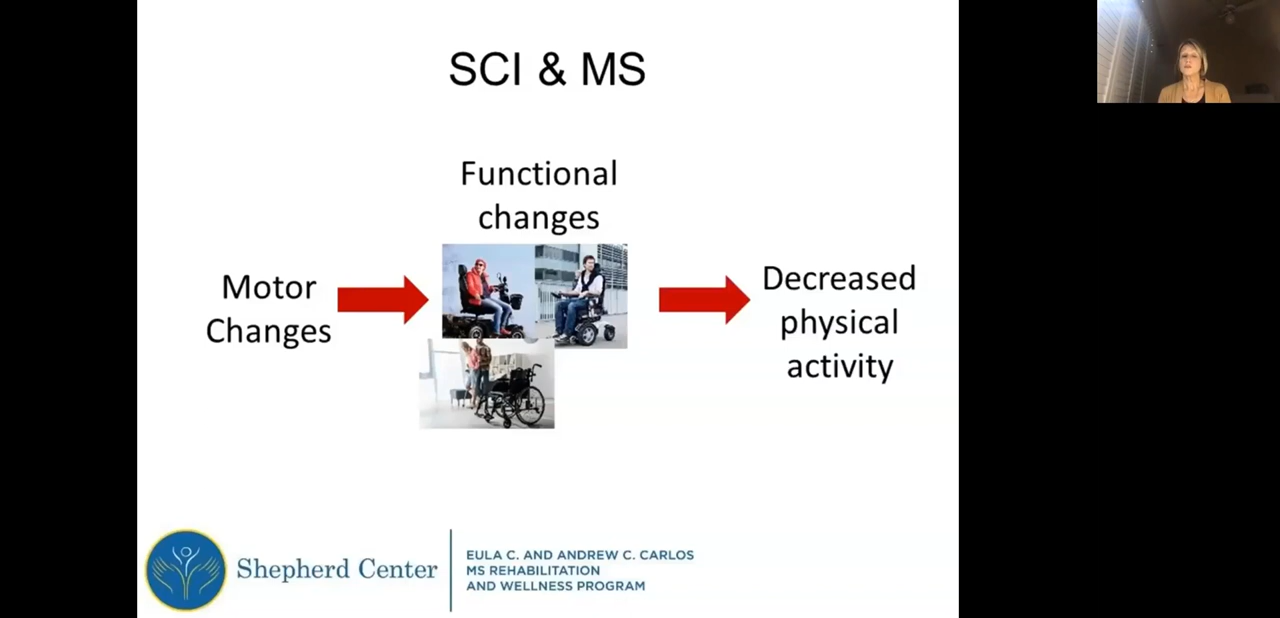 SCI & MS
Functional
changes
Motor
Changes
Decreased
physical
activity
Shepherd Center
EULA C. AND ANDREW C. CARLOS
MS REHABILITATION
AND WELLNESS PROGRAM